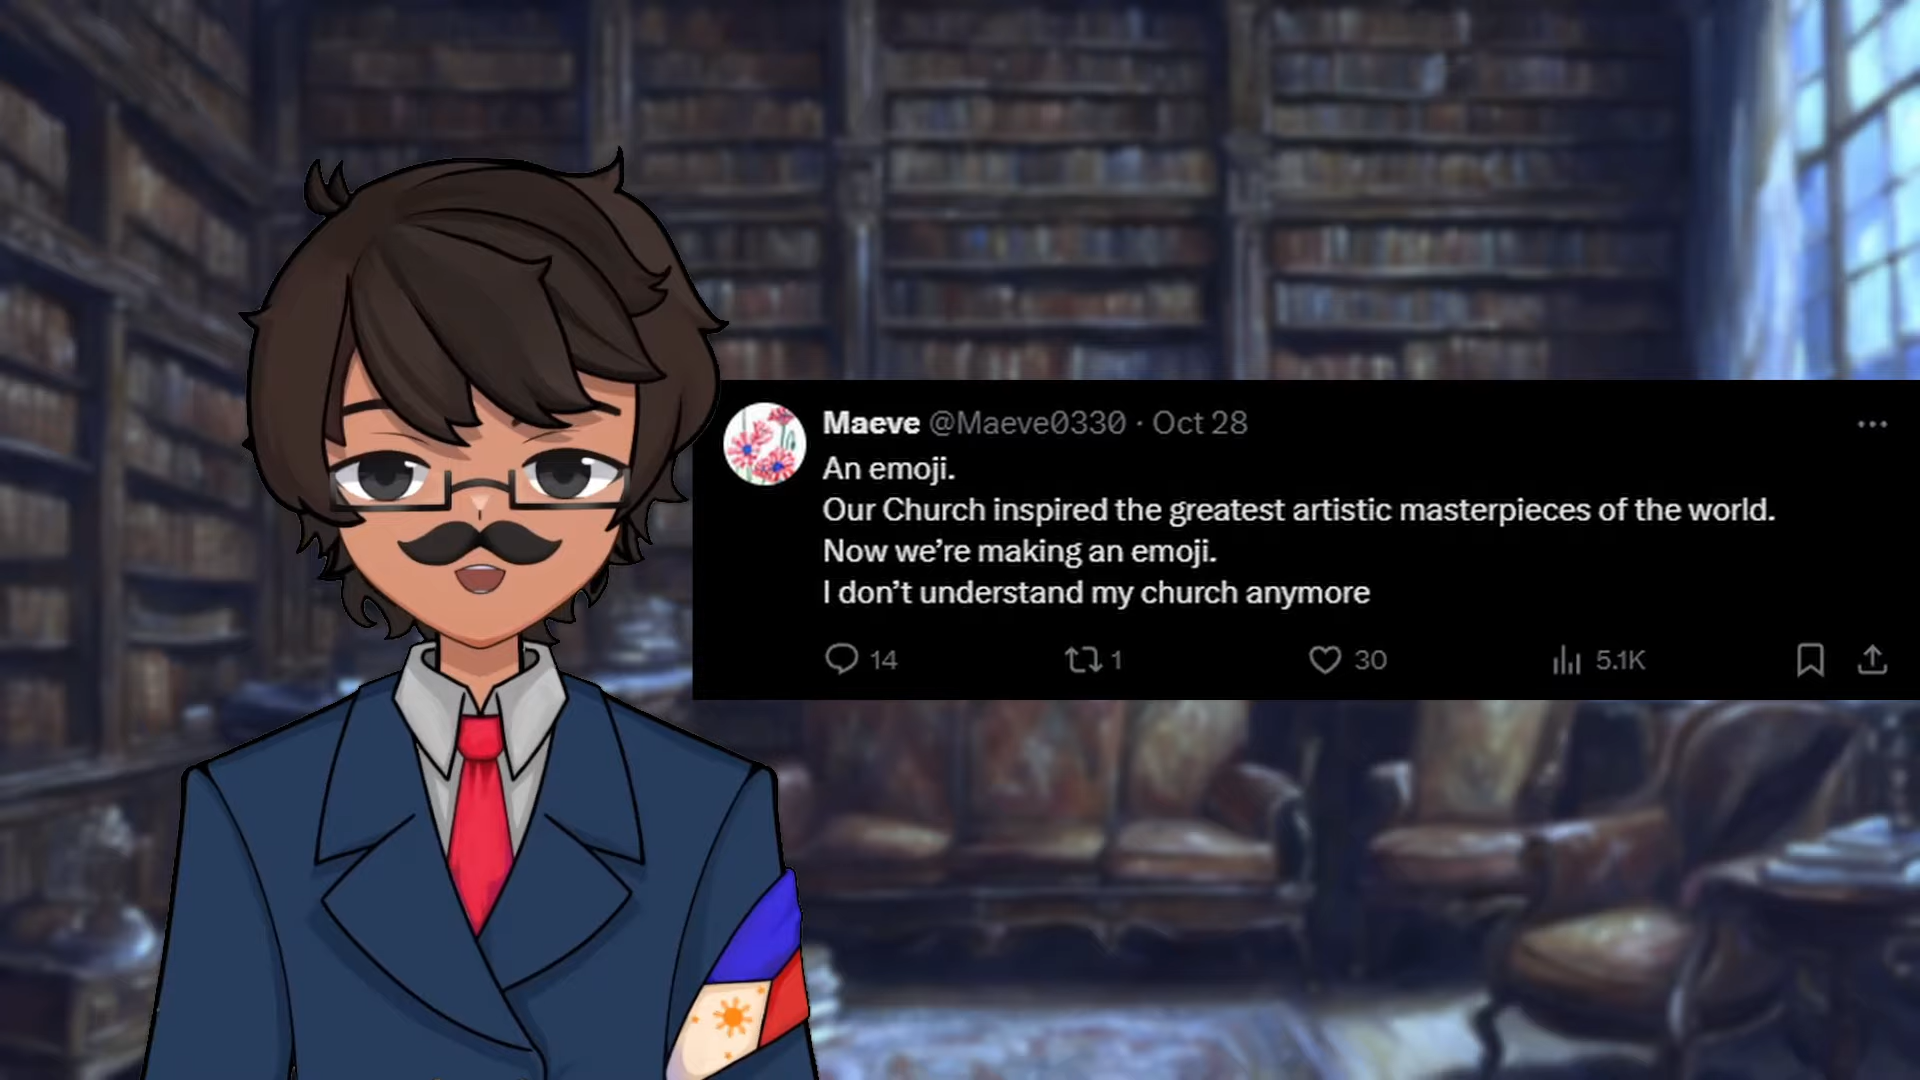 Maeve @Maeve0330 · Oct 28
An emoji.
Our Church inspired the greatest artistic masterpieces of the world.
Now we’re making an emoji.
I don’t understand my church anymore
14 1 30 5.1K